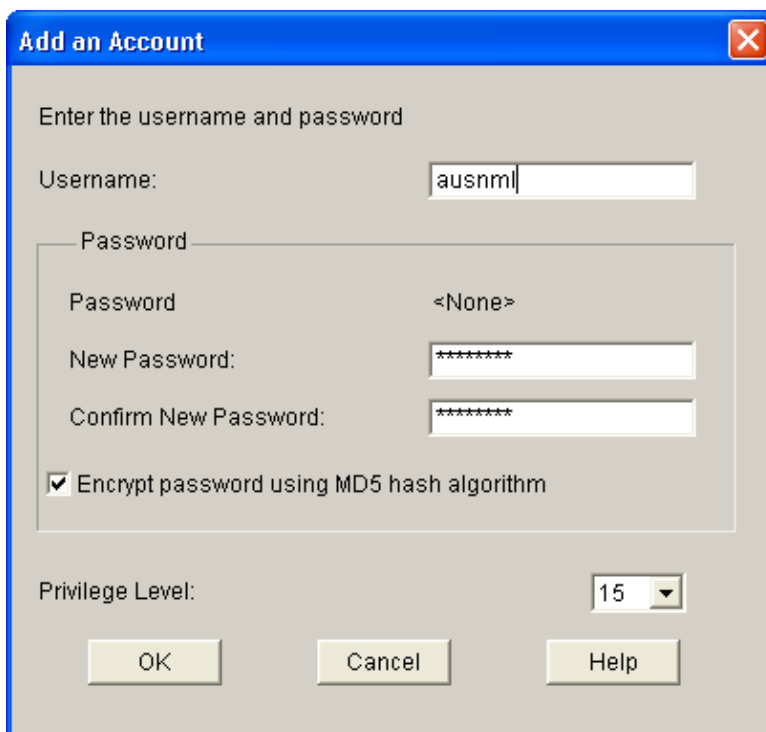 Add an Account
Enter the username and password
Username: ausnml
Password
Password <None>
New Password: ********
Confirm New Password: ********
Encrypt password using MD5 hash algorithm
Privilege Level: 15
OK Cancel Help